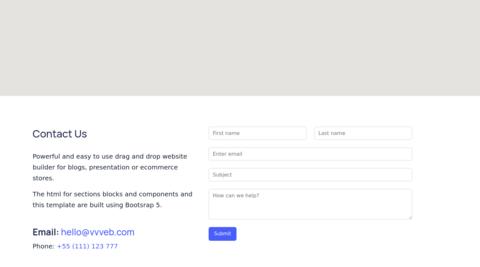 Contact Us
Powerful and easy to use drag and drop website
builder for blogs, presentation or ecommerce
stores.
The html for sections blocks and components and
this template are built using Bootsrap 5.
Email: hello@vvveb.com
Phone: +55 (111) 123 777
First name
Last name
Enter email
Subject
How can we help?
Submit